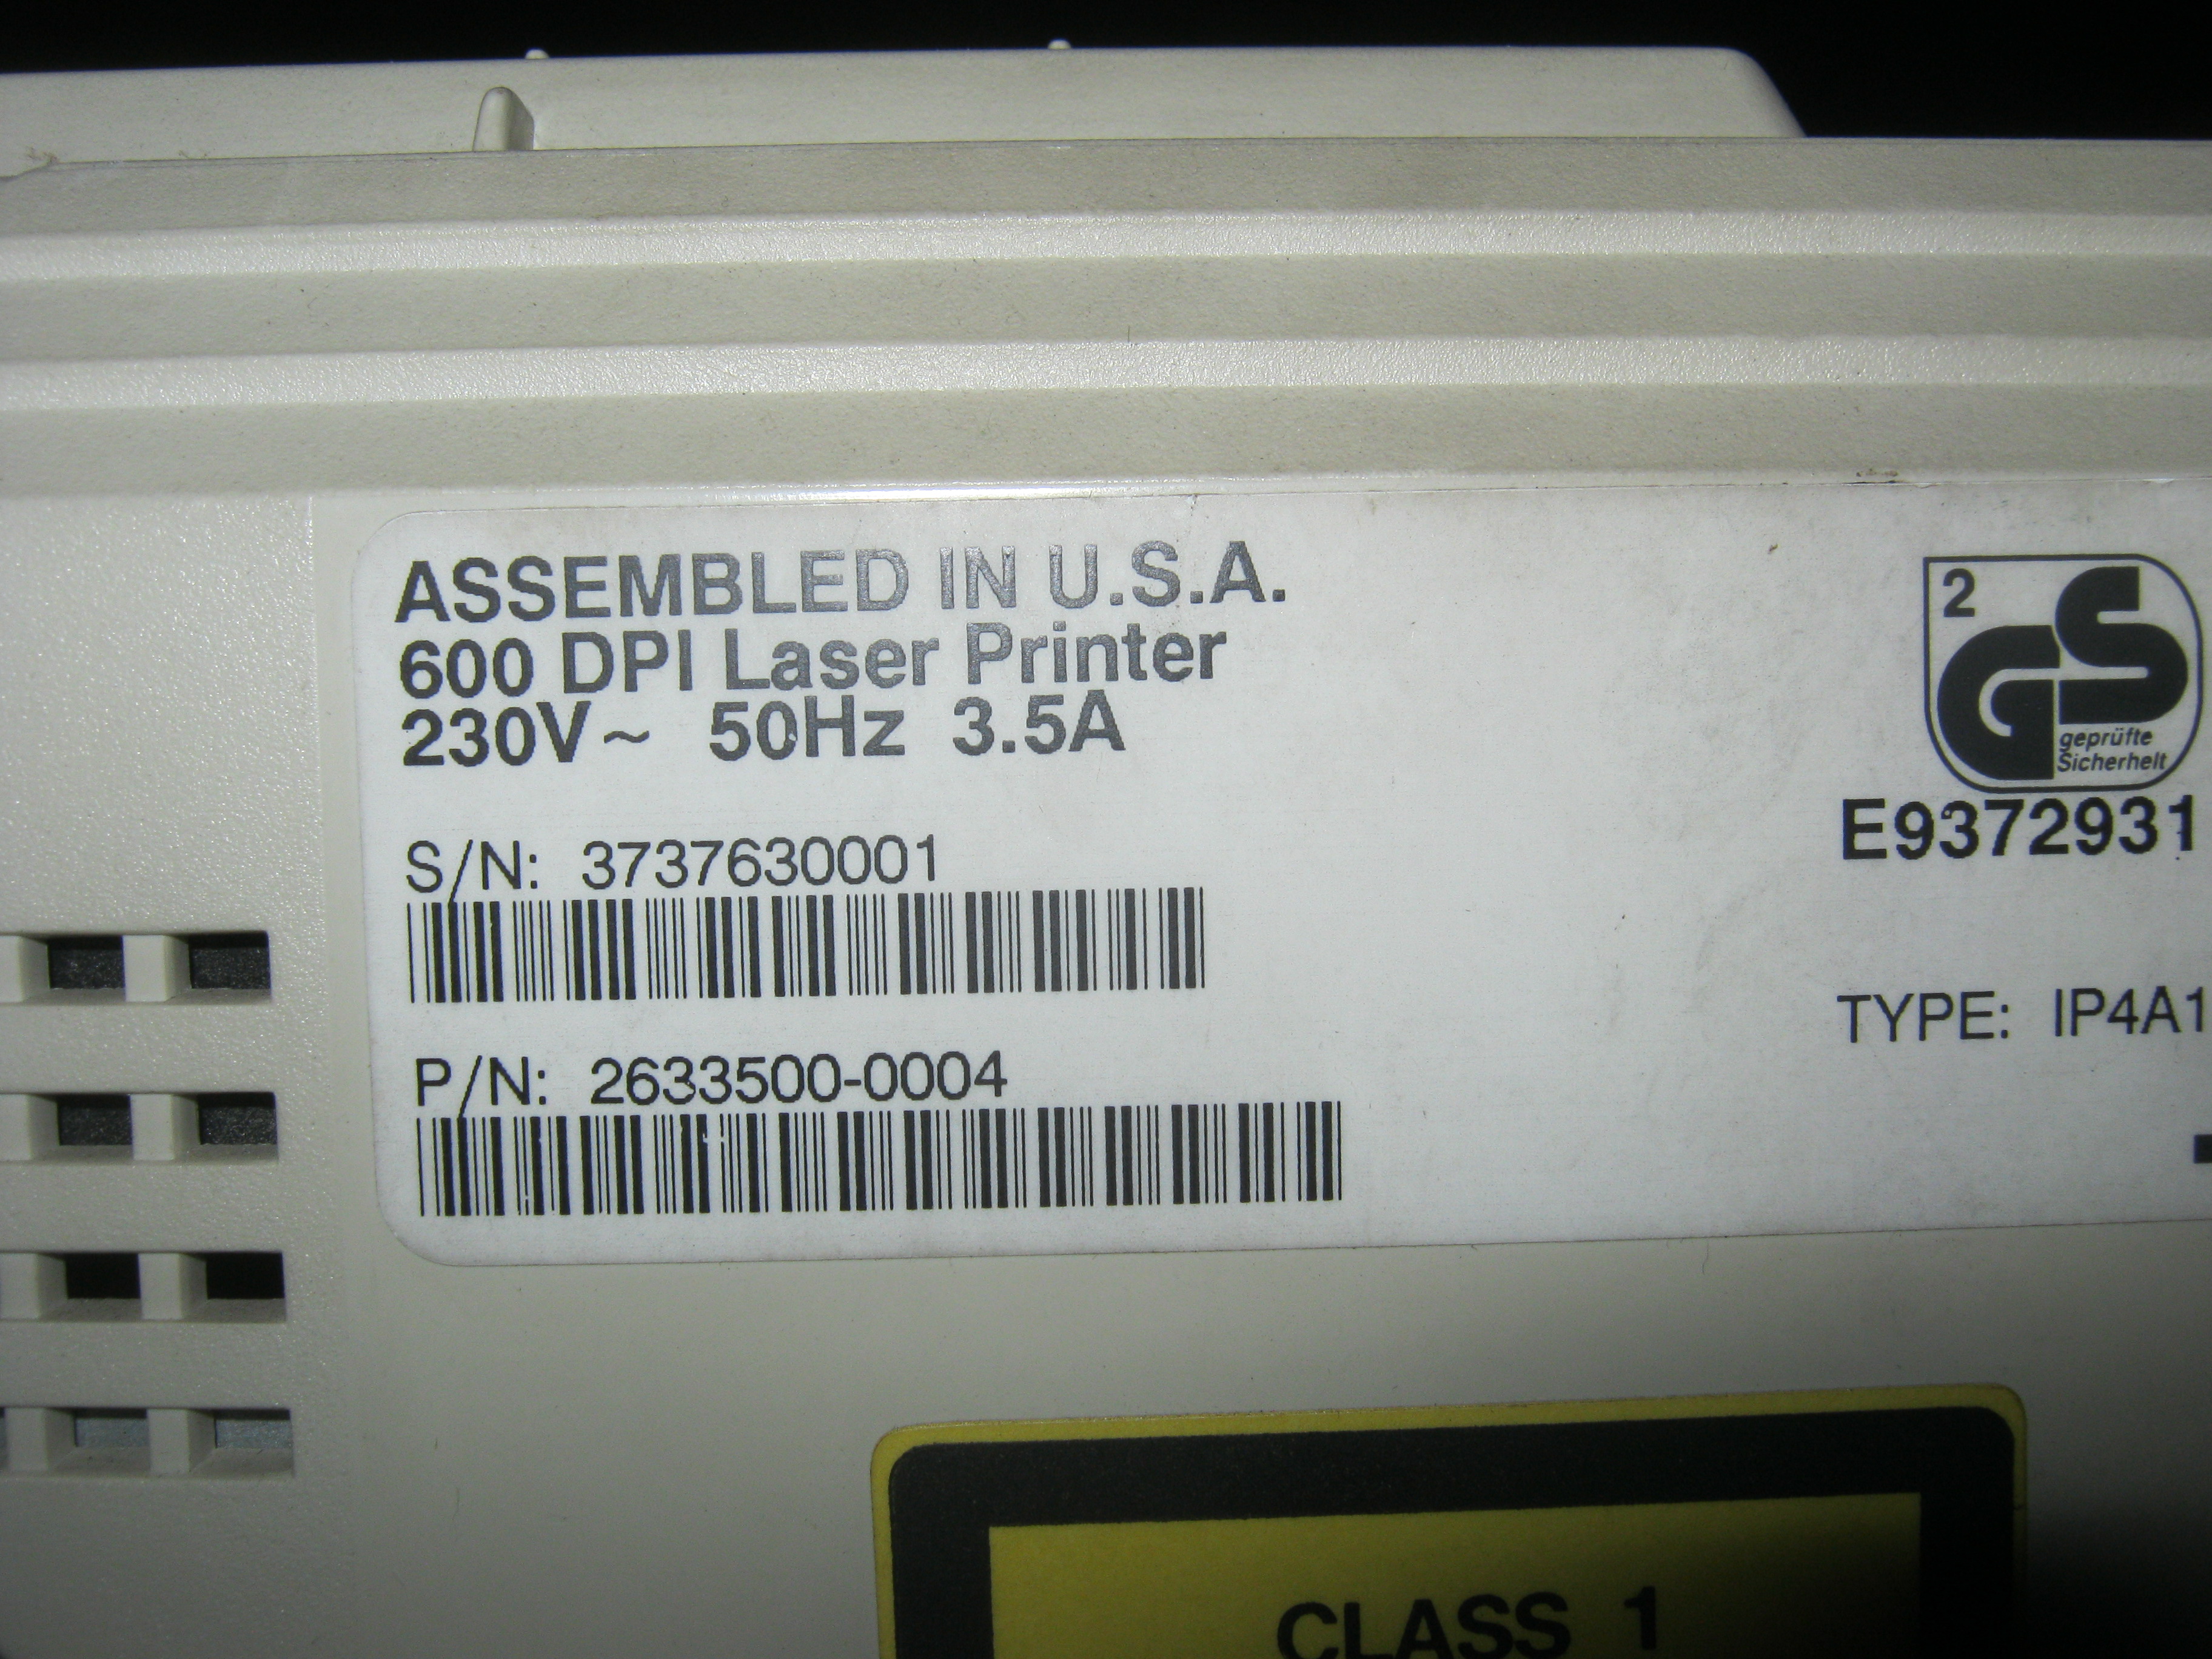 ASSEMBLED IN U.S.A.
600 DPI Laser Printer
230V~ 50Hz 3.5A
S/N: 3737630001
P/N: 2633500-0004
2
GS
geprüfte
Sicherheit
E9372931
TYPE: IP4A1
CLASS 1